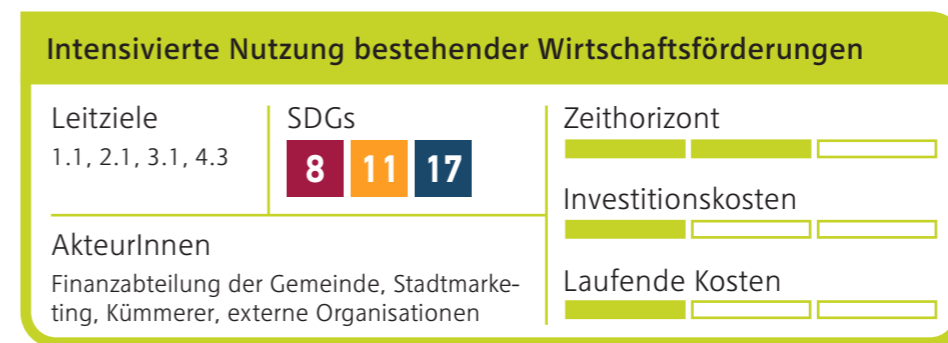 Intensivierte Nutzung bestehender Wirtschaftsförderungen
Leitziele
1.1, 2.1, 3.1, 4.3
SDGs
8 11 17
AkteurInnen
Finanzabteilung der Gemeinde, Stadtmarke-
ting, Kümmerer, externe Organisationen
Zeithorizont
Investitionskosten
Laufende Kosten